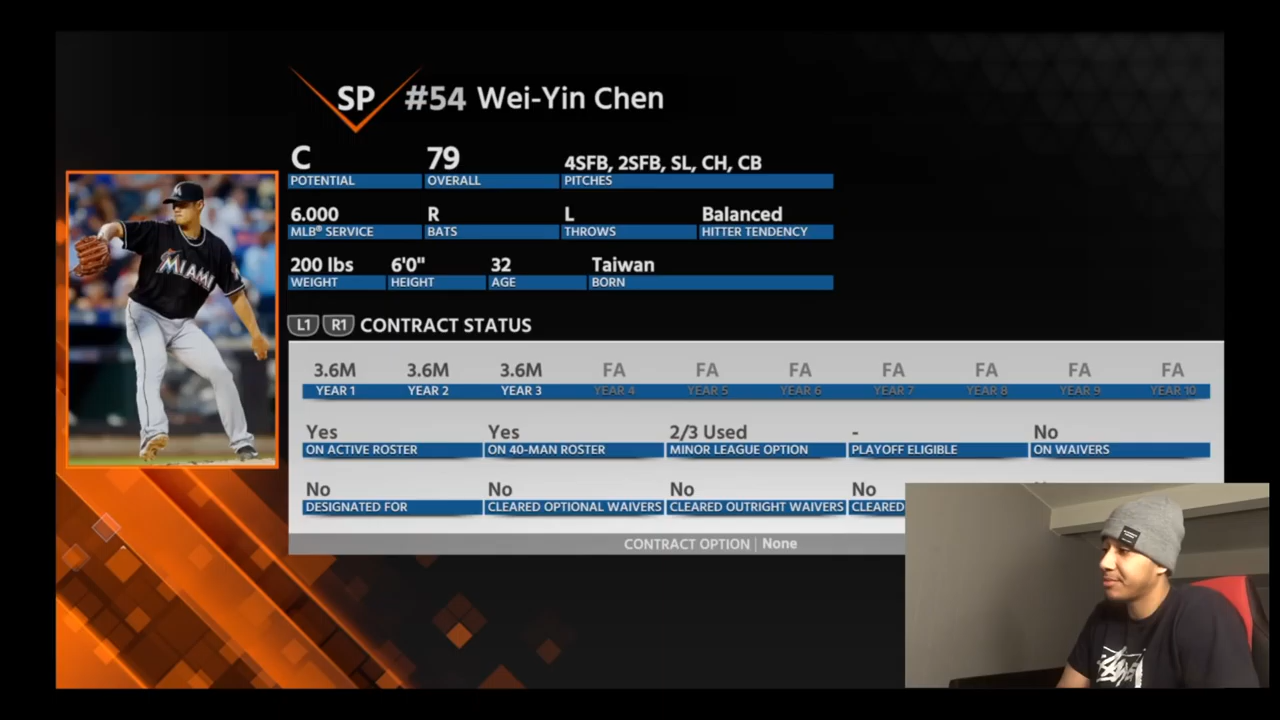 SP #54 Wei-Yin Chen
C 79 4SFB, 2SFB, SL, CH, CB
POTENTIAL OVERALL PITCHES
6.000 R L Balanced
MLB® SERVICE BATS THROWS HITTER TENDENCY
200 lbs 6'0" 32 Taiwan
WEIGHT HEIGHT AGE BORN
L1 R1 CONTRACT STATUS
3.6M 3.6M 3.6M FA FA FA FA FA FA FA
YEAR 1 YEAR 2 YEAR 3 YEAR 4 YEAR 5 YEAR 6 YEAR 7 YEAR 8 YEAR 9 YEAR 10
Yes Yes 2/3 Used - No
ON ACTIVE ROSTER ON 40-MAN ROSTER MINOR LEAGUE OPTION PLAYOFF ELIGIBLE ON WAIVERS
No No No No
DESIGNATED FOR CLEARED OPTIONAL WAIVERS CLEARED OUTRIGHT WAIVERS CLEARED
CONTRACT OPTION | None
MIAMI